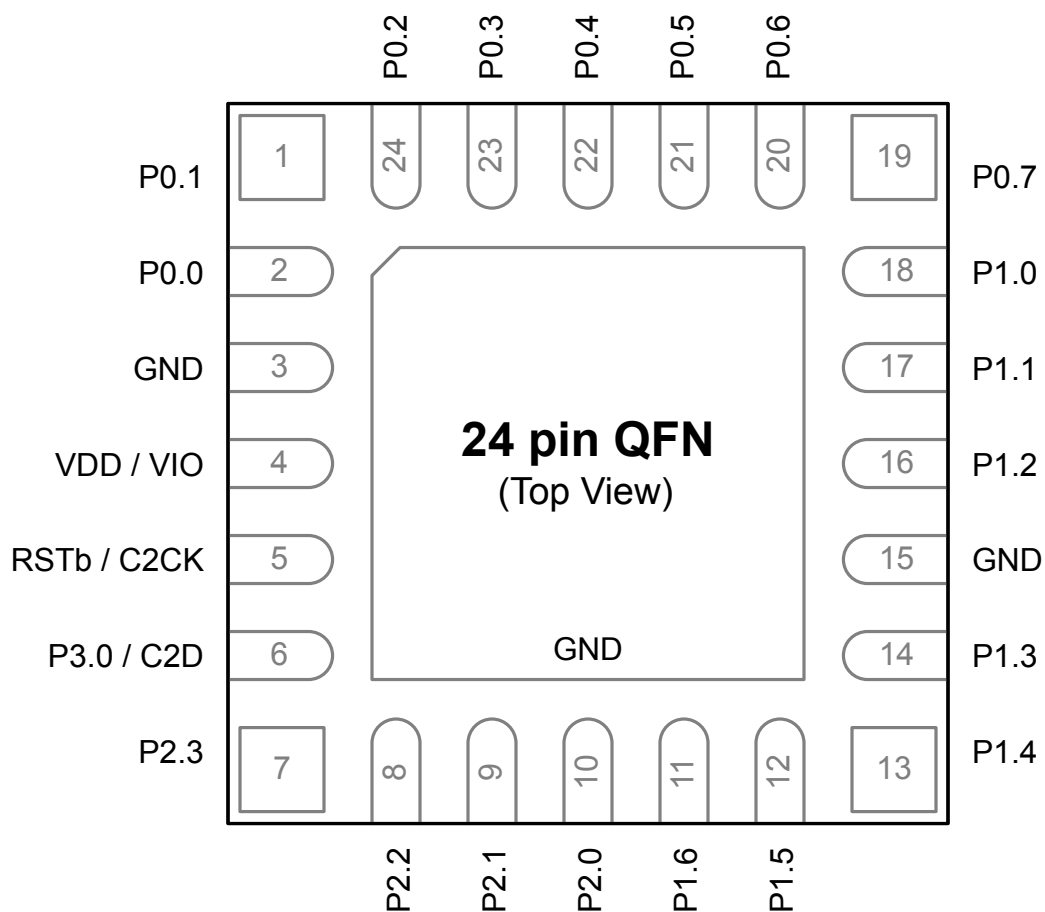 P0.2
P0.3
P0.4
P0.5
P0.6
24
23
22
21
20
P0.1
1
19
P0.7
P0.0
2
18
P1.0
GND
3
17
P1.1
24 pin QFN
(Top View)
VDD / VIO
4
16
P1.2
RSTb / C2CK
5
15
GND
P3.0 / C2D
6
GND
14
P1.3
P2.3
7
8
9
10
11
12
13
P1.4
P2.2
P2.1
P2.0
P1.6
P1.5